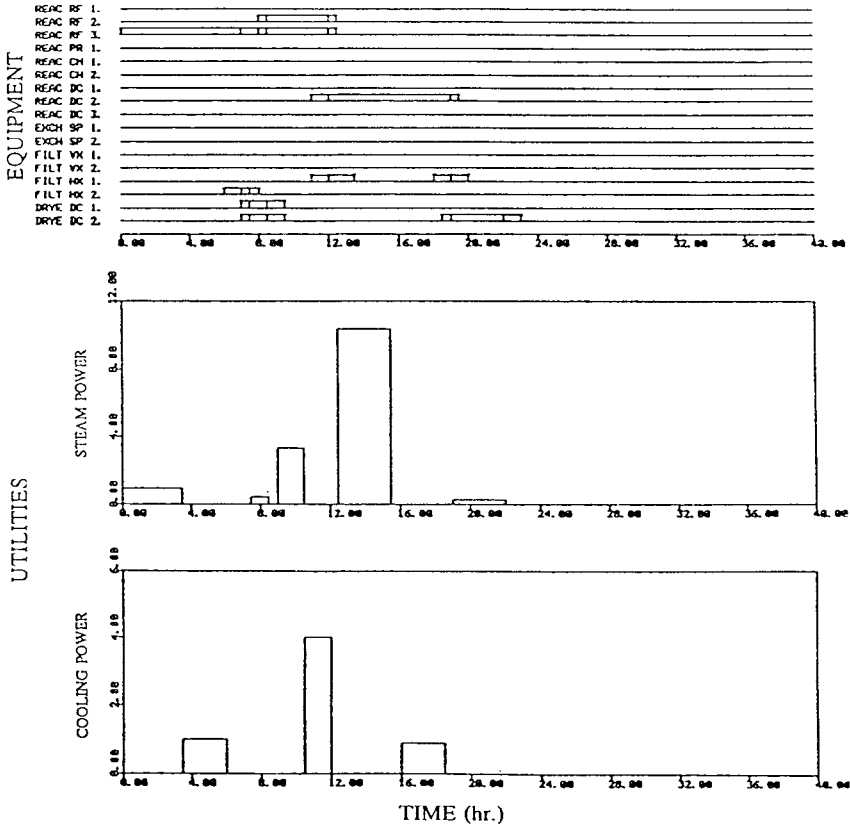 EQUIPMENT
REAC RF 1.
REAC RF 2.
REAC RF 3.
REAC PR 1.
REAC CH 1.
REAC CH 2.
REAC DC 1.
REAC DC 2.
REAC DC 3.
EXCH SP 1.
EXCH SP 2.
FILT VX 1.
FILT VX 2.
FILT HX 1.
FILT HX 2.
DRYE DC 1.
DRYE DC 2.
0.00 4.00 8.00 12.00 16.00 20.00 24.00 28.00 32.00 36.00 40.00
UTILITIES
STEAM POWER
12.00
8.00
4.00
0.00
0.00 4.00 8.00 12.00 16.00 20.00 24.00 28.00 32.00 36.00 40.00
COOLING POWER
6.00
4.00
2.00
0.00
0.00 4.00 8.00 12.00 16.00 20.00 24.00 28.00 32.00 36.00 40.00
TIME (hr.)